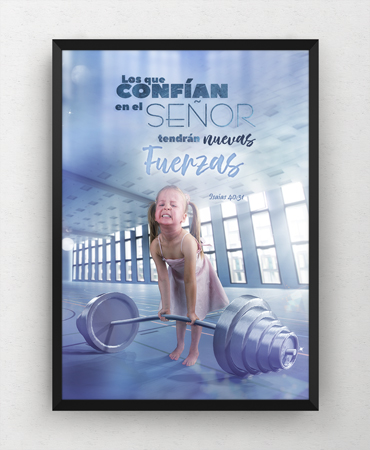 Los que
CONFÍAN
en el SEÑOR
tendrán nuevas
Fuerzas
Isaías 40:31